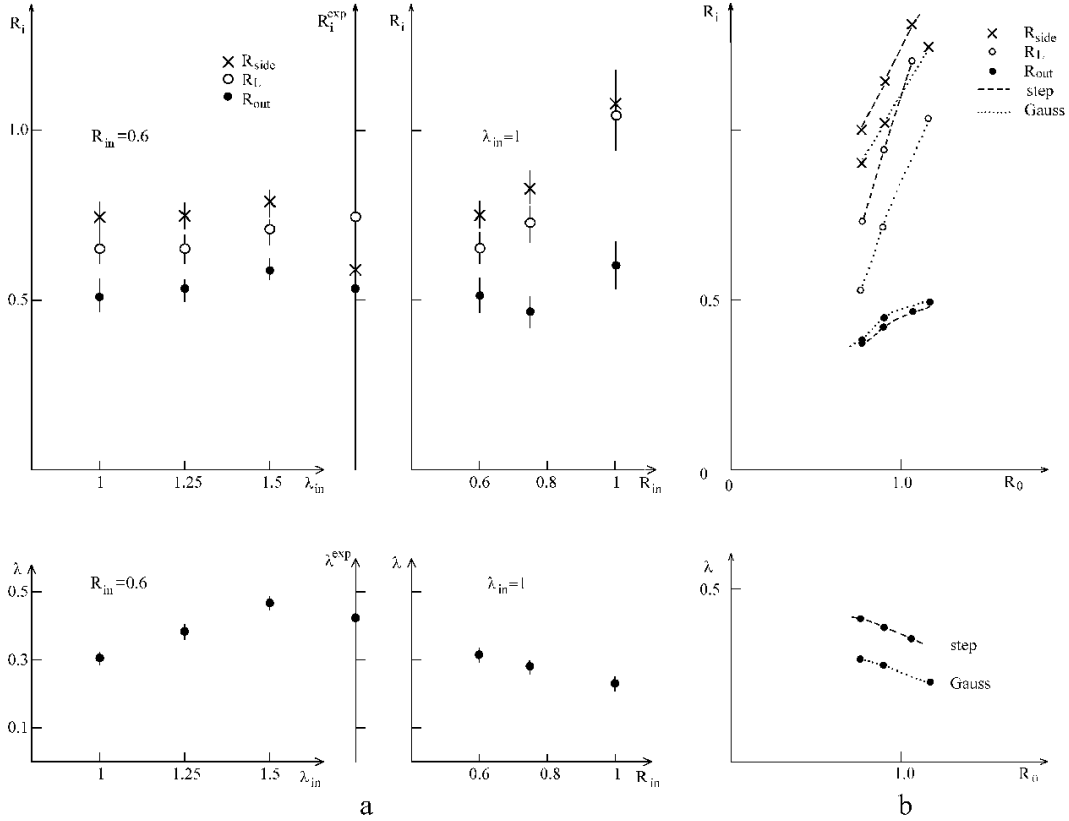 R_i
R_i^exp
R_i
R_i
× R_side
○ R_L
● R_out
R_in=0.6
1.0
0.5
1 1.25 1.5 λ_in
λ_in=1
0.6 0.8 1 R_in
× R_side
○ R_L
● R_out
step
Gauss
1.0
0.5
0
0 1.0 R_0
λ
λ^exp
R_in=0.6
0.5
0.3
0.1
1 1.25 1.5 λ_in
λ
λ_in=1
0.6 0.8 1 R_in
λ
0.5
step
Gauss
1.0 R_0
a
b